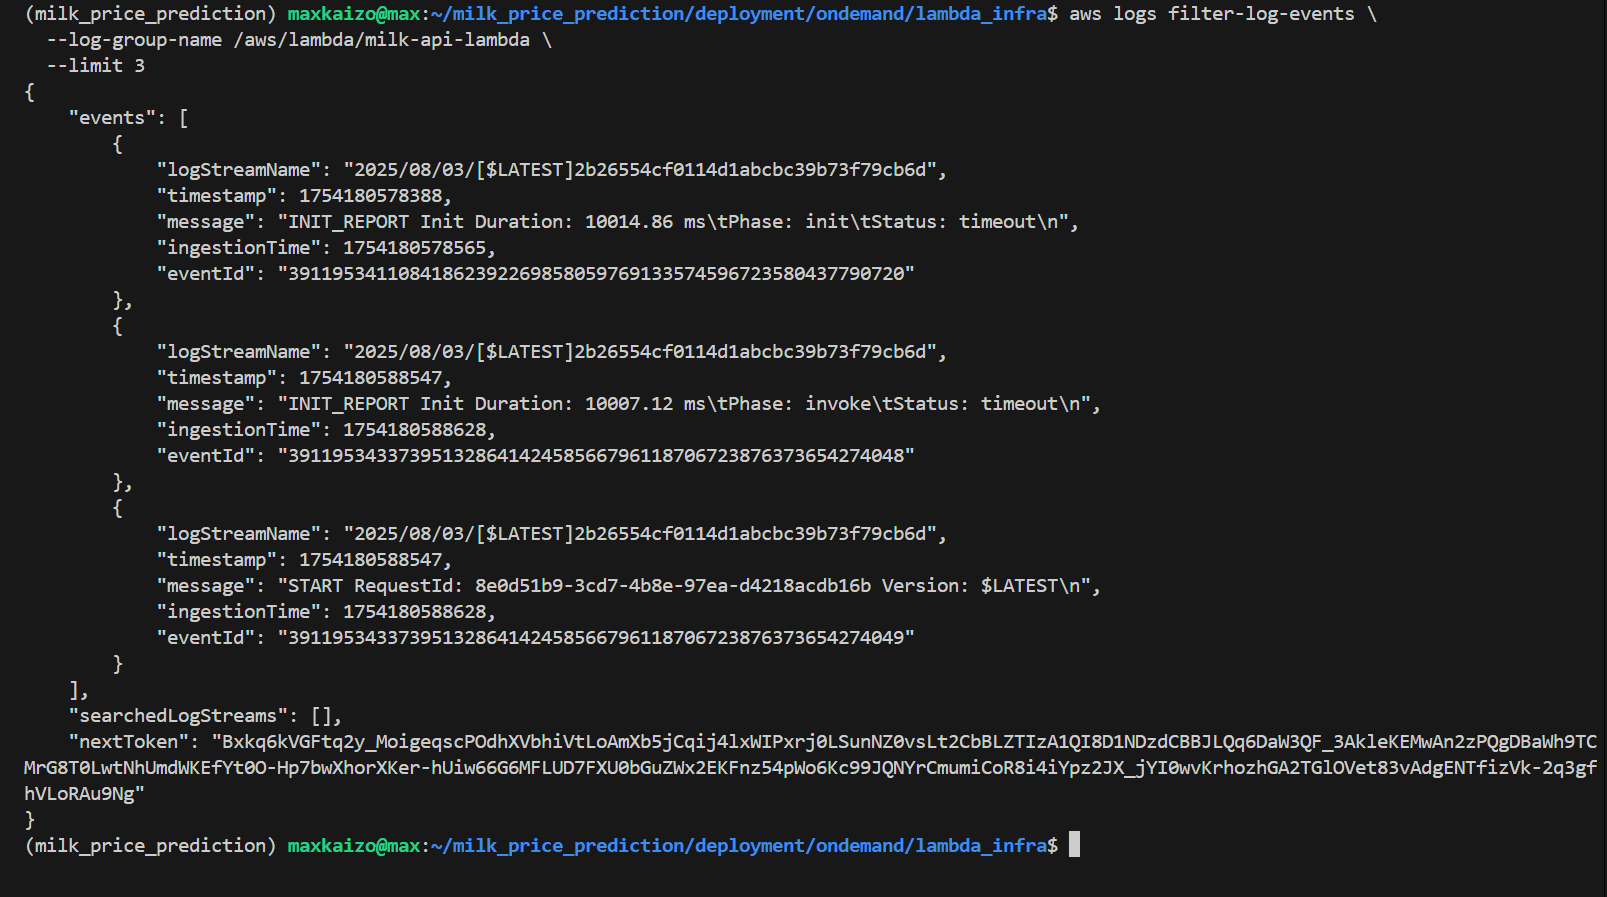 (milk_price_prediction) maxkaizo@max:~/milk_price_prediction/deployment/ondemand/lambda_infra$ aws logs filter-log-events \
  --log-group-name /aws/lambda/milk-api-lambda \
  --limit 3
{
    "events": [
        {
            "logStreamName": "2025/08/03/[$LATEST]2b26554cf0114d1abcbc39b73f79cb6d",
            "timestamp": 1754180578388,
            "message": "INIT_REPORT Init Duration: 10014.86 ms\tPhase: init\tStatus: timeout\n",
            "ingestionTime": 1754180578565,
            "eventId": "39119534110841862392269858059769133574596723580437790720"
        },
        {
            "logStreamName": "2025/08/03/[$LATEST]2b26554cf0114d1abcbc39b73f79cb6d",
            "timestamp": 1754180588547,
            "message": "INIT_REPORT Init Duration: 10007.12 ms\tPhase: invoke\tStatus: timeout\n",
            "ingestionTime": 1754180588628,
            "eventId": "39119534337395132864142458566796118706723876373654274048"
        },
        {
            "logStreamName": "2025/08/03/[$LATEST]2b26554cf0114d1abcbc39b73f79cb6d",
            "timestamp": 1754180588547,
            "message": "START RequestId: 8e0d51b9-3cd7-4b8e-97ea-d4218acdb16b Version: $LATEST\n",
            "ingestionTime": 1754180588628,
            "eventId": "39119534337395132864142458566796118706723876373654274049"
        }
    ],
    "searchedLogStreams": [],
    "nextToken": "Bxkq6kVGFtq2y_MoigeqscPOdhXVbhiVtLoAmXb5jCqij4lxWIPxrj0LSunNZ0vsLt2CbBLZTIzA1QI8D1NDzdCBBJLQq6DaW3QF_3AkleKEMwAn2zPQgDBaWh9TC
MrG8T0LwtNhUmdWKEfYt0O-Hp7bwXhorXKer-hUiw66G6MFLUD7FXU0bGuZWx2EKFnz54pWo6Kc99JQNYrCmumiCoR8i4iYpz2JX_jYI0wvKrhozhGA2TGlOVet83vAdgENTfizVk-2q3gf
hVLoRAu9Ng"
}
(milk_price_prediction) maxkaizo@max:~/milk_price_prediction/deployment/ondemand/lambda_infra$